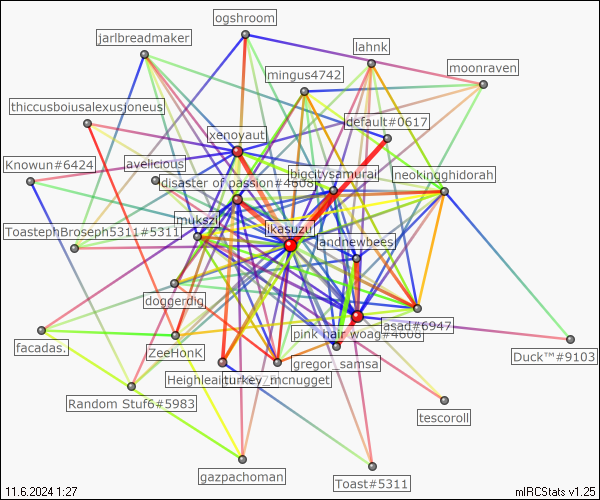 ogshroom
jarlbreadmaker
lahnk
moonraven
mingus4742
thiccusboiusalexusjoneus
default#0617
xenoyaut
Knowun#6424
avelicious
bigcitysamurai
neokingghidorah
disaster of passion#4608
mukszi
ToastephBroseph5311#5311
ikasuzu
andnewbees
doggerdig
pink hair woag#4608
asad#6947
facadas.
ZeeHonK
gregor_samsa
Duck™#9103
turkey_mcnugget
Random Stuf6#5983
tescoroll
gazpachoman
Toast#5311
11.6.2024 1:27
mIRCStats v1.25